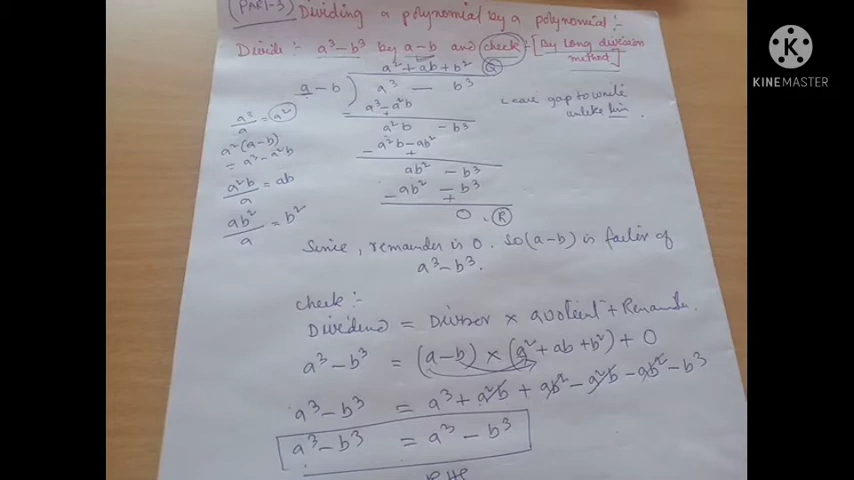 (PART-3) Dividing a polynomial by a polynomial :-
Divide :- a³-b³ by a-b and check :- [By Long division method]
a²+ab+b² (Q)
a-b ) a³ - b³
a³-a²b
+
a²b - b³
- a²b-ab²
+
ab² - b³
- ab² - b³
+
0. (R)
Leave gap to write
unlike
a³/a = a²
a²(a-b)
= a³-a²b
a²b/a = ab
ab²/a = b²
Since, remainder is 0. so (a-b) is factor of
a³-b³.
check :-
Dividend = Divisor × Quotient + Remainder.
a³-b³ = (a-b) × (a²+ab+b²) + 0
a³-b³ = a³+a²b+ab²-a²b-ab²-b³
a³-b³ = a³-b³
RHS
K
KINEMASTER